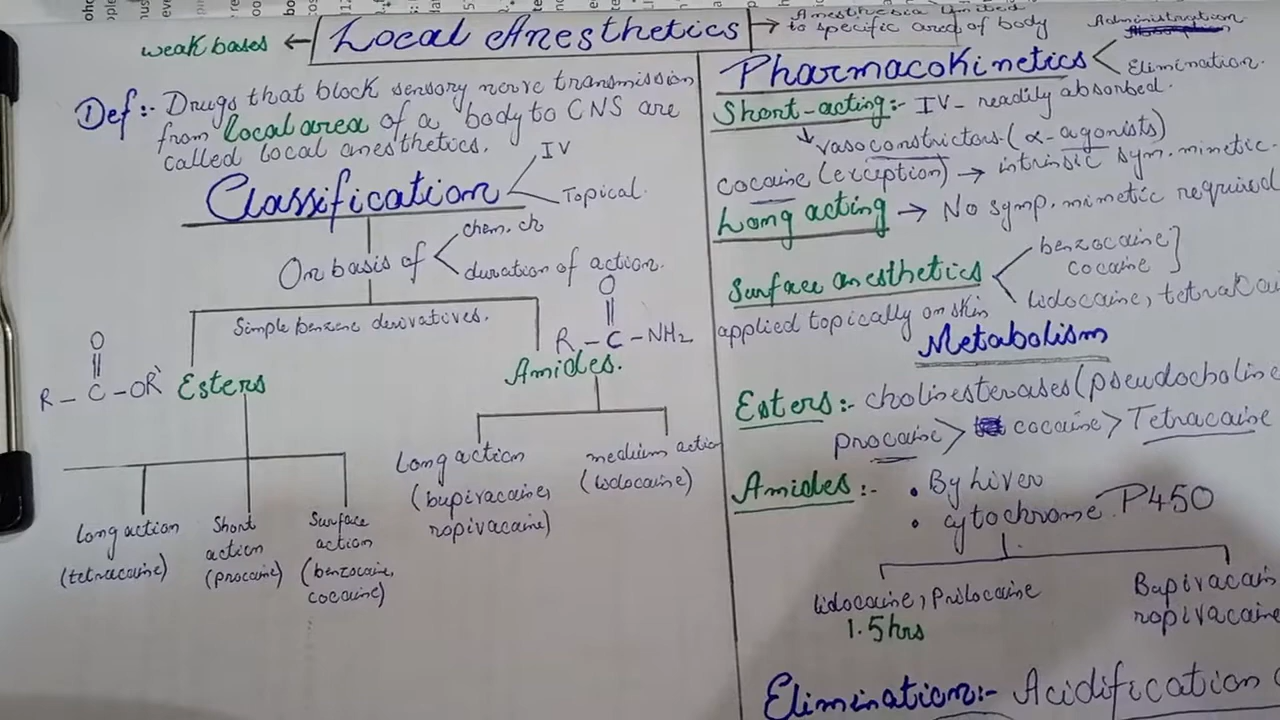 Local Anesthetics
weak bases ←
→ Anesthesia limited
to specific area of body
Def:- Drugs that block sensory nerve transmission
from local area of a body to CNS are
called local anesthetics.
Classification
IV
Topical.
On basis of
chem. ch
duration of action.
Simple benzene derivatives.
O
R – C – OR`
Esters
O
R – C – NH2
Amides.
Long action
(tetracaine)
Short
action
(procaine)
Surface
action
(benzocaine,
cocaine)
Long action
(bupivacaine,
ropivacaine)
medium actio
(lidocaine)
Pharmacokinetics
Administration
Elimination.
Short-acting:- IV – readily absorbed.
↳ vasoconstrictors. (α-agonists)
cocaine (exception) → intrinsic sym. mimetic.
Long acting → No symp. mimetic required
Surface anesthetics
benzocaine]
cocaine
lidocaine, tetracai
applied topically on skin
Metabolism
Esters:- cholinesterases (pseudocholine
procaine > cocaine > Tetracaine
Amides:- • By liver
• cytochrome P450
lidocaine, Prilocaine
1.5hrs
Bupivacain
ropivacaine
Elimination:- Acidification